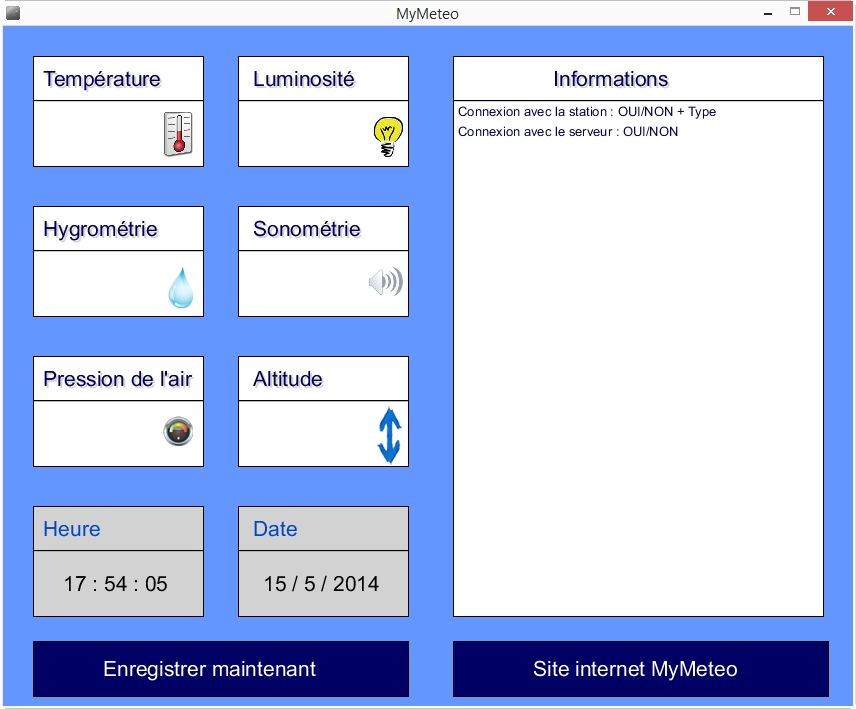 MyMeteo
Température
Luminosité
Informations
Connexion avec la station : OUI/NON + Type
Connexion avec le serveur : OUI/NON
Hygrométrie
Sonométrie
Pression de l'air
Altitude
Heure
Date
17 : 54 : 05
15 / 5 / 2014
Enregistrer maintenant
Site internet MyMeteo